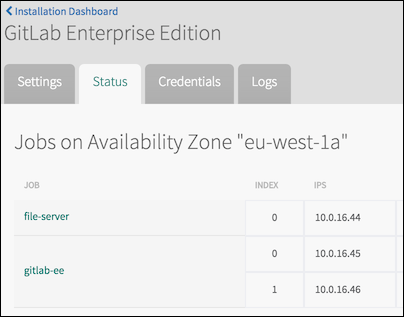 Installation Dashboard
GitLab Enterprise Edition
Settings Status Credentials Logs
Jobs on Availability Zone "eu-west-1a"
JOB INDEX IPS
file-server 0 10.0.16.44
gitlab-ee 0 10.0.16.45
1 10.0.16.46